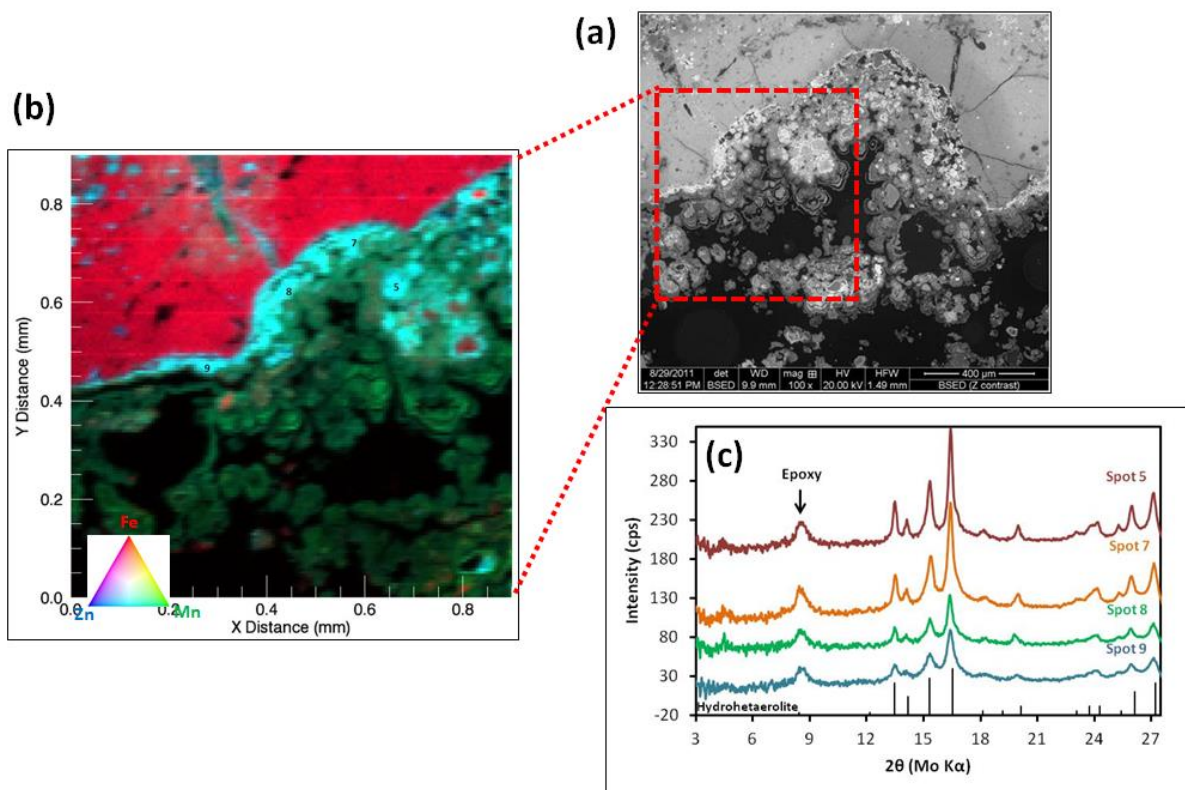 (a)
8/29/2011 det WD mag ⊞ HV HFW 400 µm
12:28:51 PM BSED 9.9 mm 100 x 20.00 kV 1.49 mm BSED (Z contrast)
(b)
Y Distance (mm)
0.8
0.6
0.4
0.2
0.0
0.0 0.2 0.4 0.6 0.8
X Distance (mm)
7
5
8
9
Fe
Zn Mn
(c)
Intensity (cps)
330
280
230
180
130
80
30
-20
Epoxy
Spot 5
Spot 7
Spot 8
Spot 9
Hydrohetaerolite
3 6 9 12 15 18 21 24 27
2θ (Mo Kα)